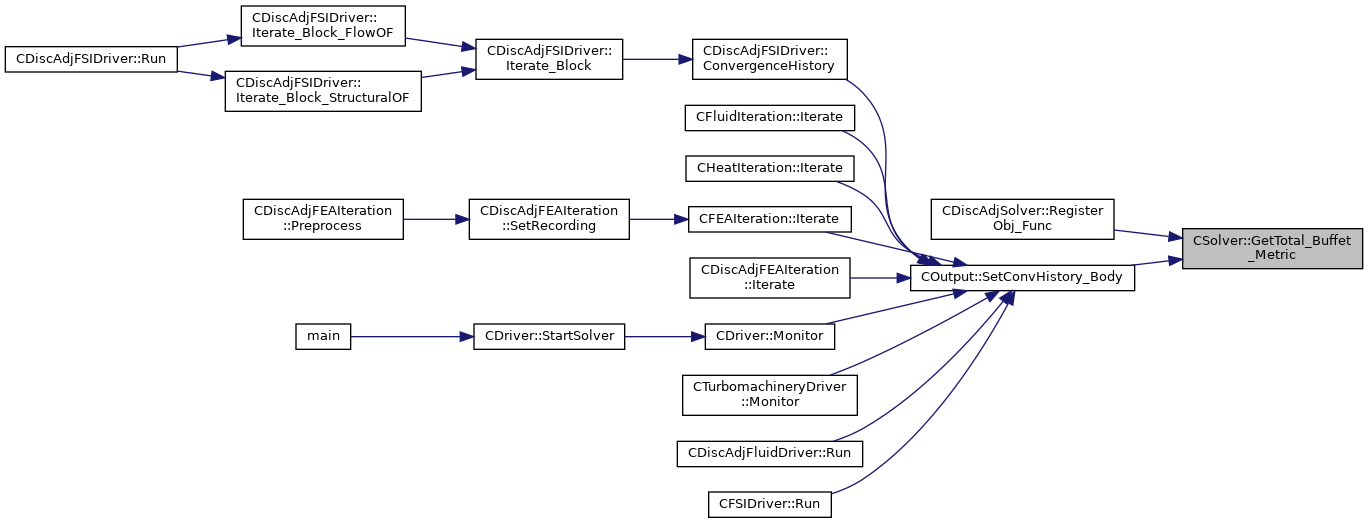 CDiscAdjFSIDriver::Run
CDiscAdjFSIDriver::
Iterate_Block_FlowOF
CDiscAdjFSIDriver::
Iterate_Block_StructuralOF
CDiscAdjFSIDriver::
Iterate_Block
CDiscAdjFSIDriver::
ConvergenceHistory
CFluidIteration::Iterate
CHeatIteration::Iterate
CDiscAdjFEAIteration
::Preprocess
CDiscAdjFEAIteration
::SetRecording
CFEAIteration::Iterate
CDiscAdjFEAIteration
::Iterate
main
CDriver::StartSolver
CDriver::Monitor
CTurbomachineryDriver
::Monitor
CDiscAdjFluidDriver::Run
CFSIDriver::Run
CDiscAdjSolver::Register
Obj_Func
COutput::SetConvHistory_Body
CSolver::GetTotal_Buffet
_Metric